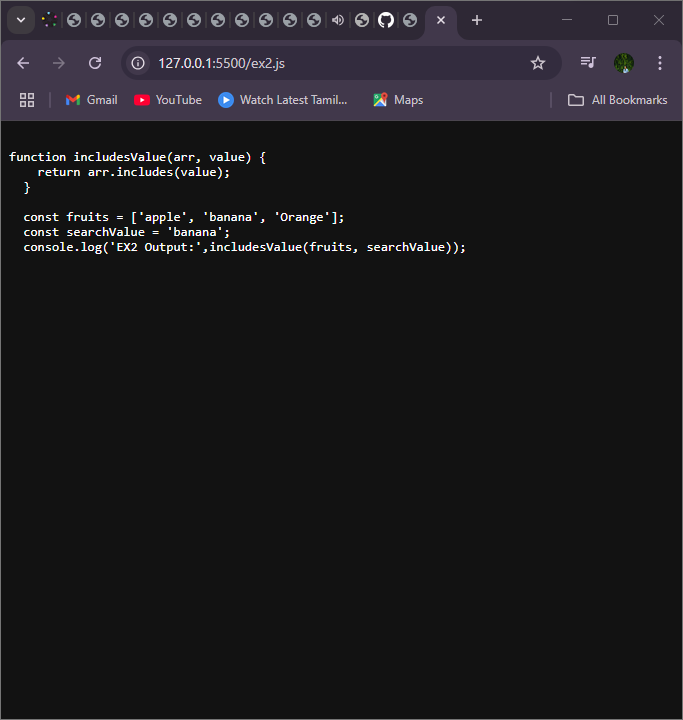 127.0.0.1:5500/ex2.js
Gmail
YouTube
Watch Latest Tamil...
Maps
All Bookmarks
function includesValue(arr, value) {
    return arr.includes(value);
  }
  const fruits = ['apple', 'banana', 'Orange'];
  const searchValue = 'banana';
  console.log('EX2 Output:',includesValue(fruits, searchValue));